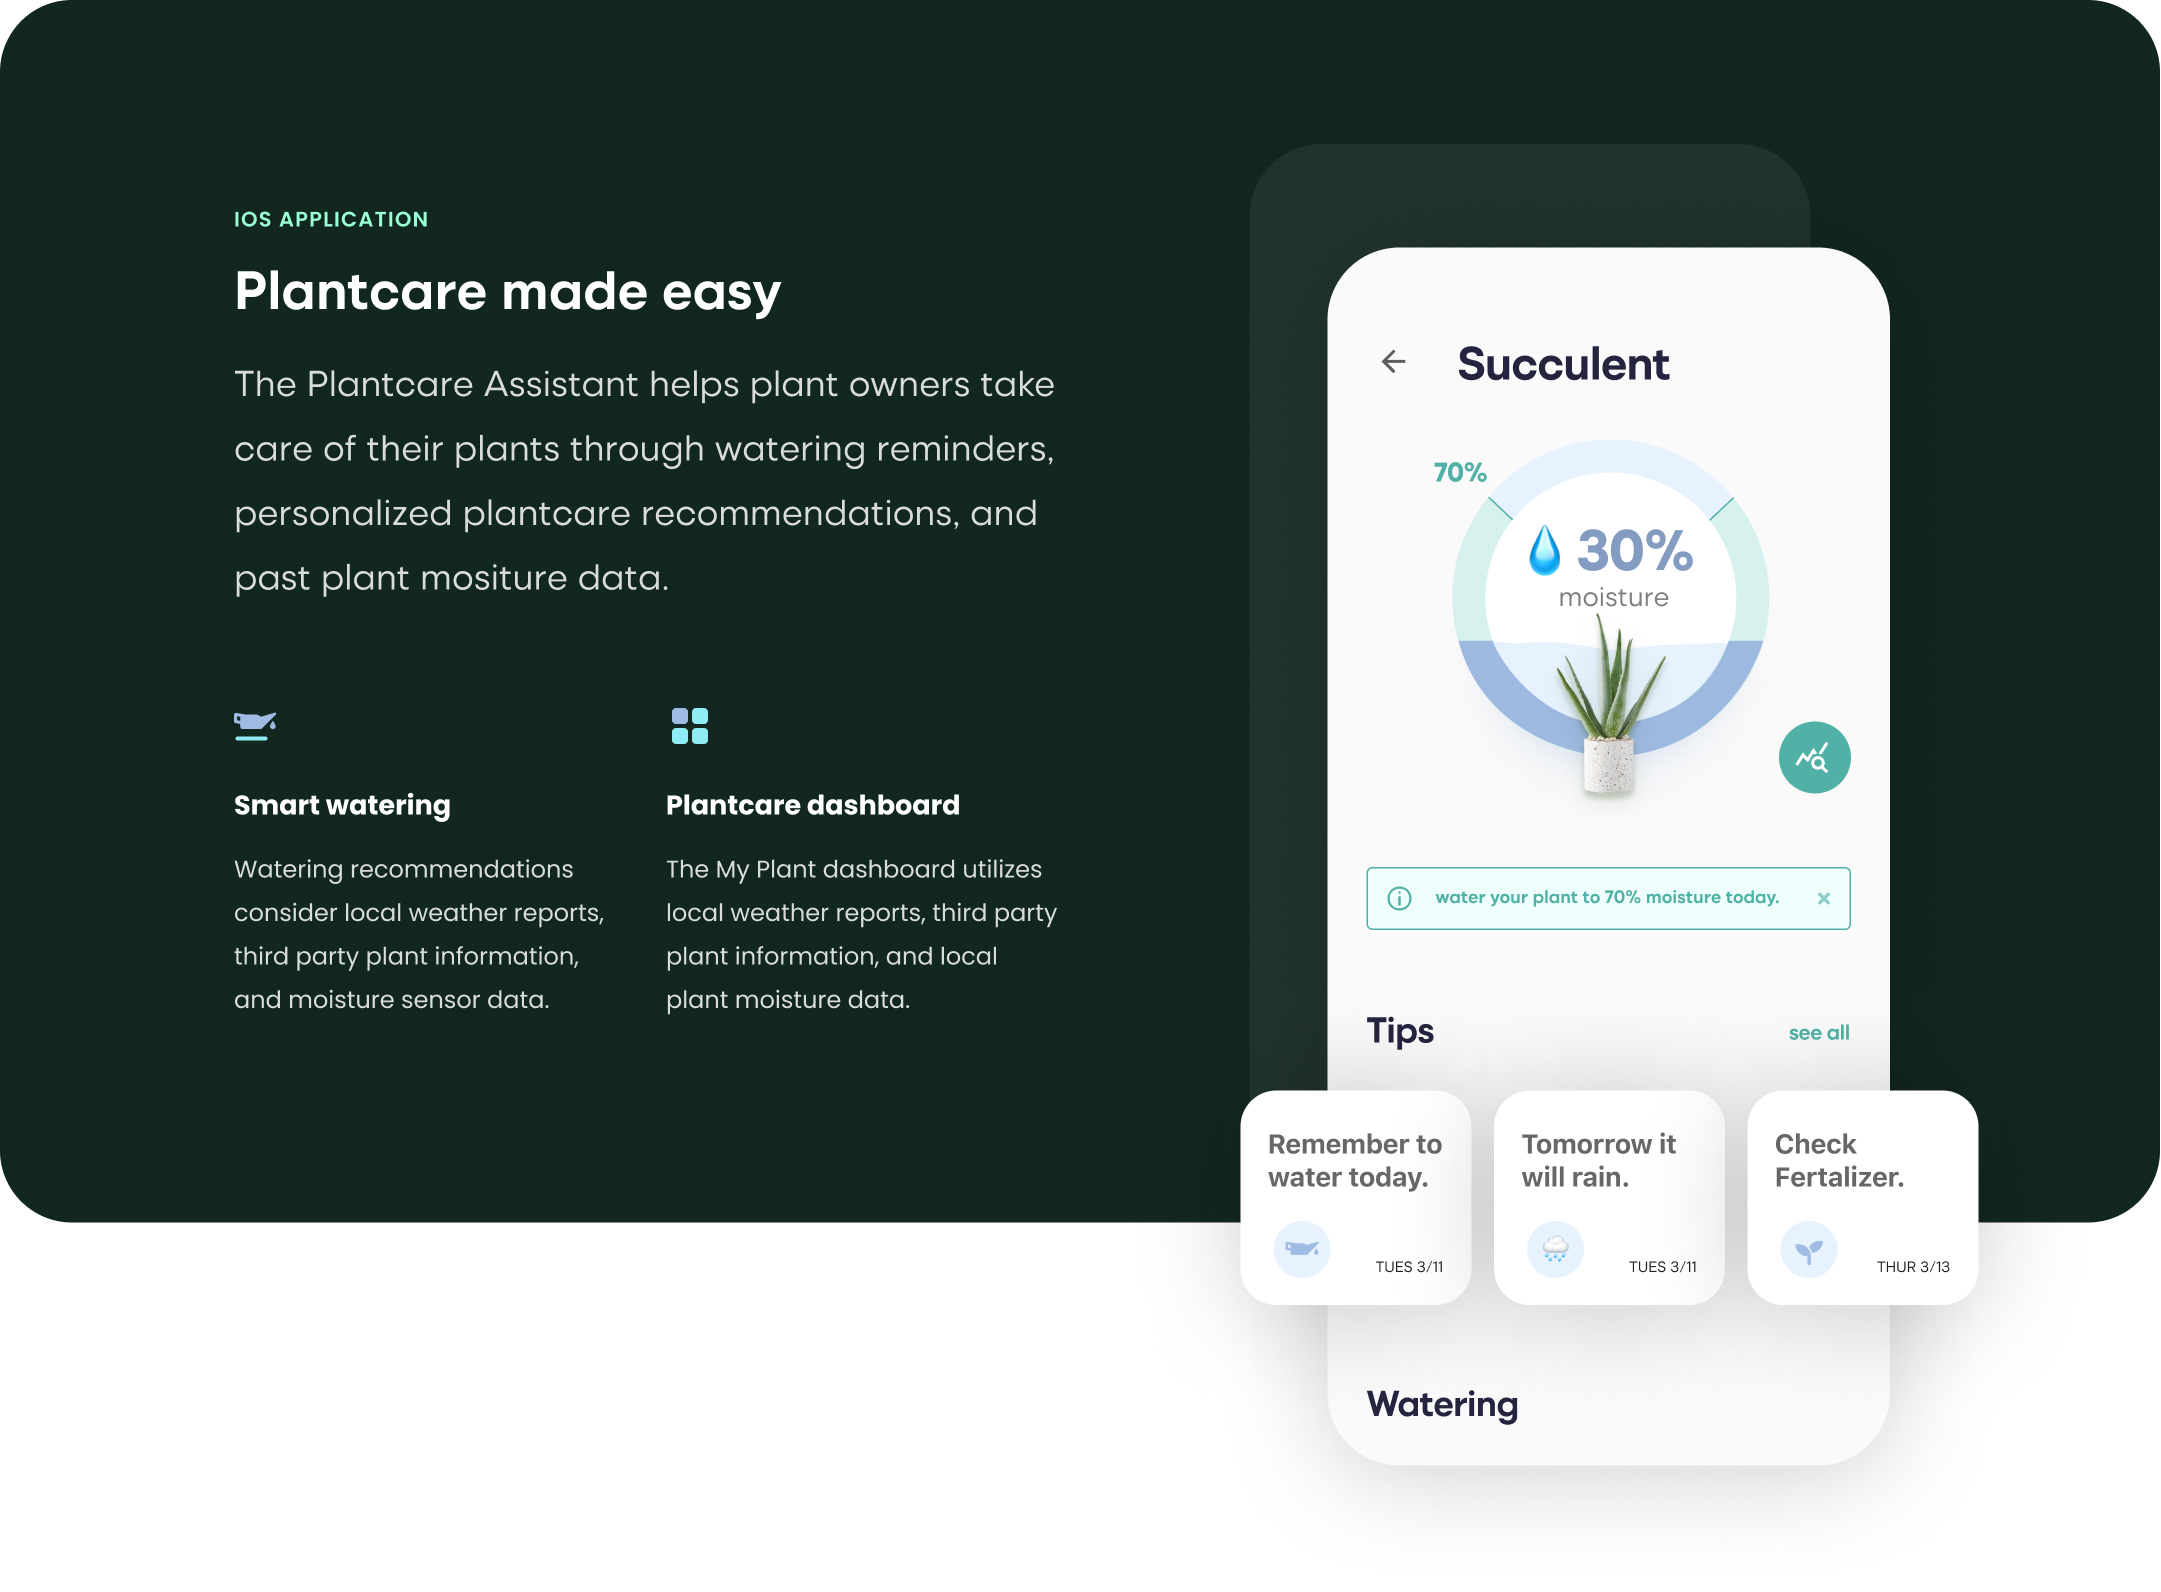 IOS APPLICATION
Plantcare made easy
The Plantcare Assistant helps plant owners take
care of their plants through watering reminders,
personalized plantcare recommendations, and
past plant mositure data.
Smart watering
Watering recommendations
consider local weather reports,
third party plant information,
and moisture sensor data.
Plantcare dashboard
The My Plant dashboard utilizes
local weather reports, third party
plant information, and local
plant moisture data.
Succulent
70%
30%
moisture
water your plant to 70% moisture today.
Tips
see all
Remember to
water today.
TUES 3/11
Tomorrow it
will rain.
TUES 3/11
Check
Fertalizer.
THUR 3/13
Watering